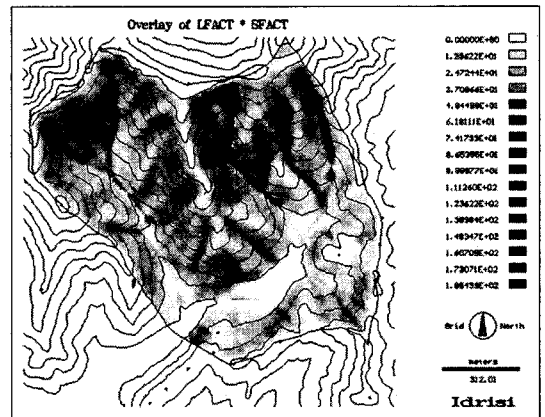 Overlay of LFACT * SFACT
0.00000E+00
1.23622E+01
2.47244E+01
3.70866E+01
4.94488E+01
6.18111E+01
7.41733E+01
8.65355E+01
9.88977E+01
1.11260E+02
1.23622E+02
1.35984E+02
1.48347E+02
1.60709E+02
1.73071E+02
1.85433E+02
Grid North
meters
312.01
Idrisi